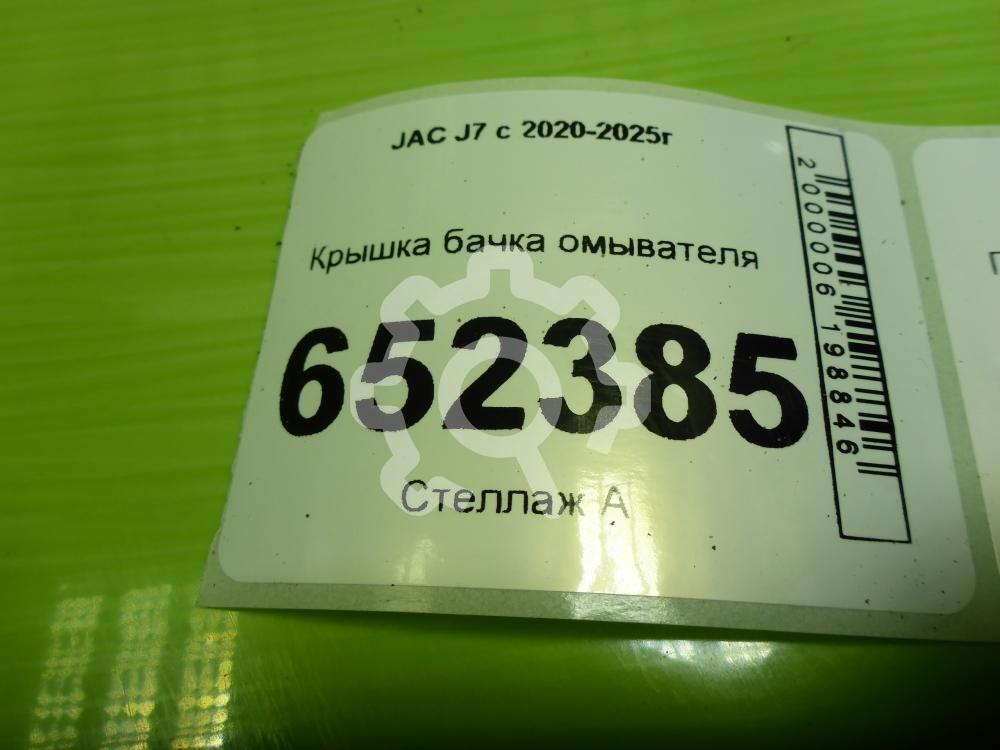 JAC J7 с 2020-2025г
Крышка бачка омывателя
652385
Стеллаж А
2000006198846